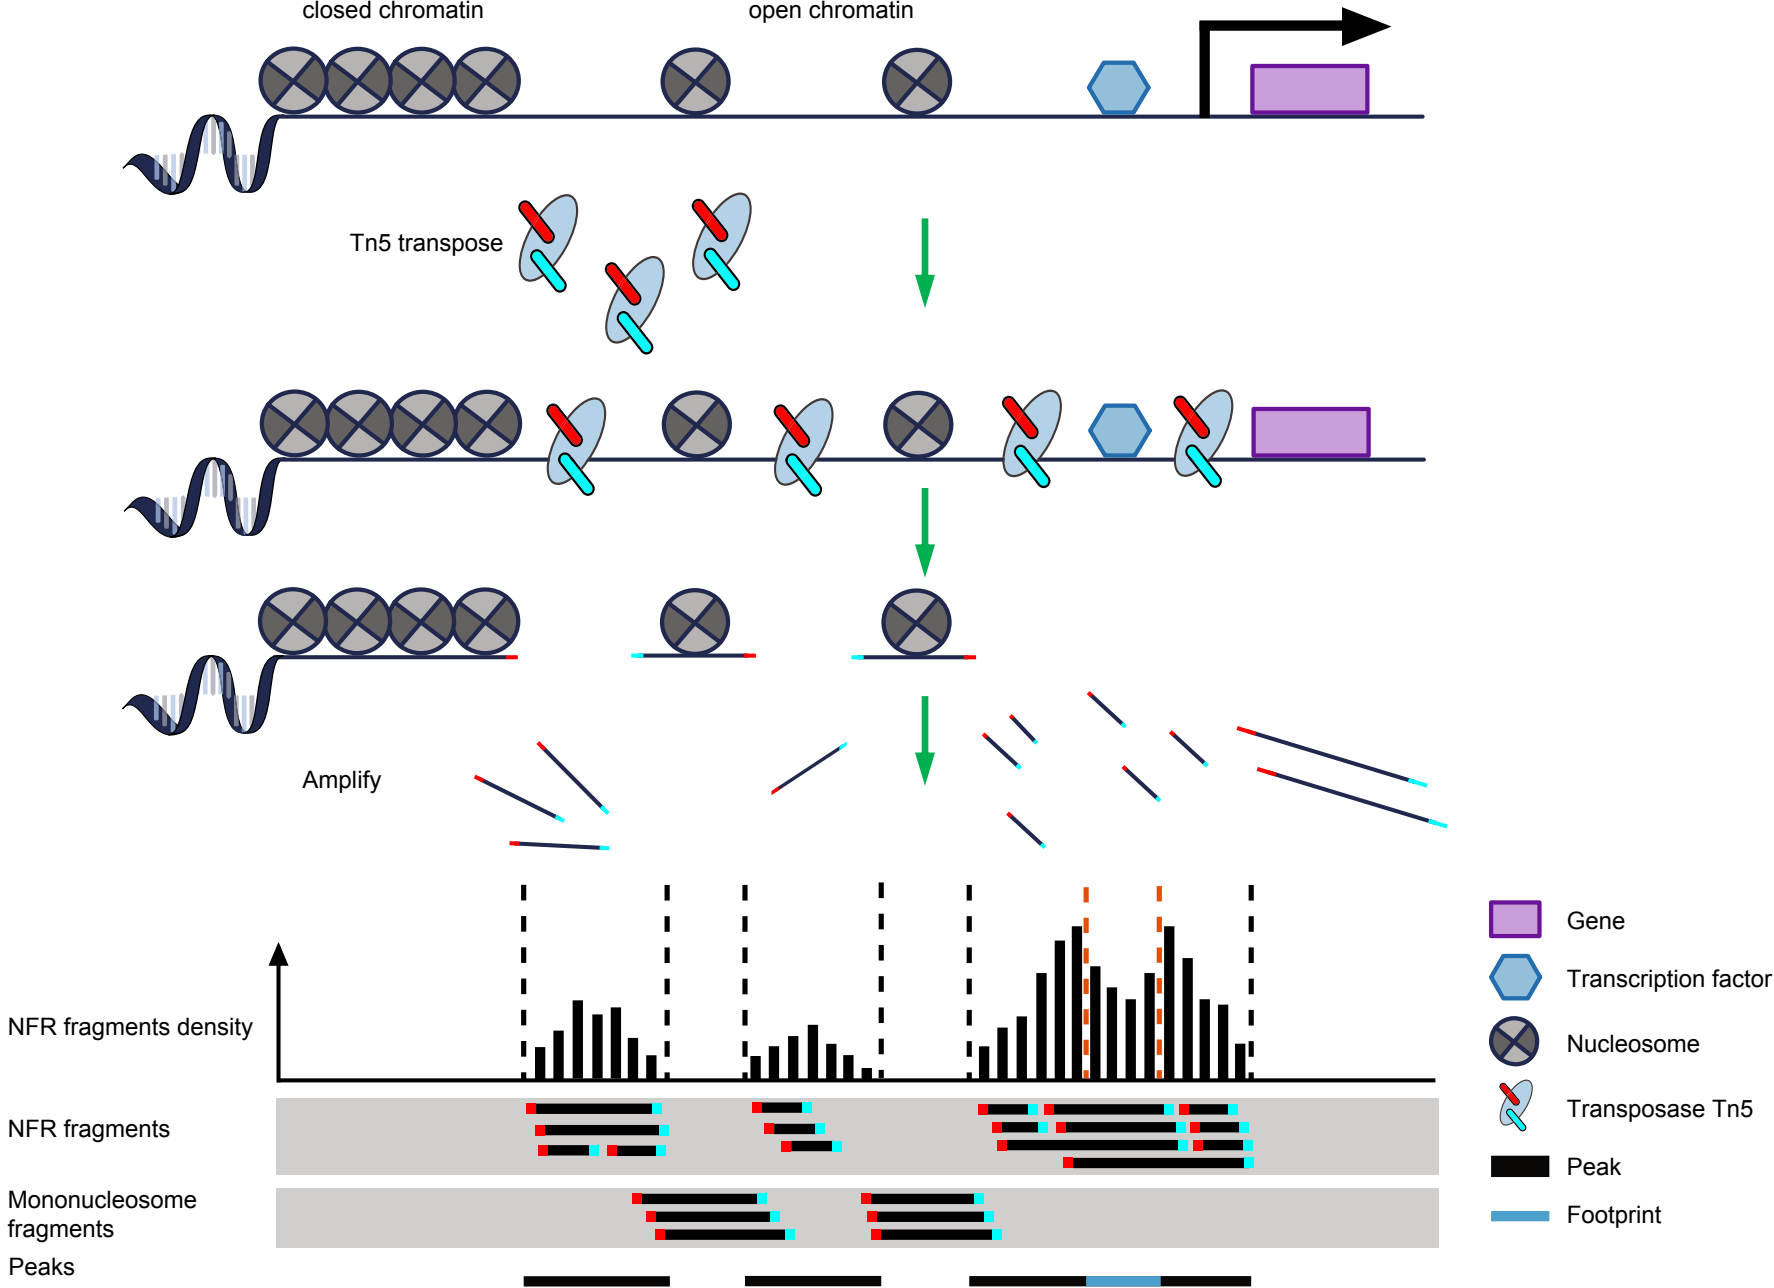 closed chromatin
open chromatin
Tn5 transpose
Amplify
NFR fragments density
NFR fragments
Mononucleosome
fragments
Peaks
Gene
Transcription factor
Nucleosome
Transposase Tn5
Peak
Footprint